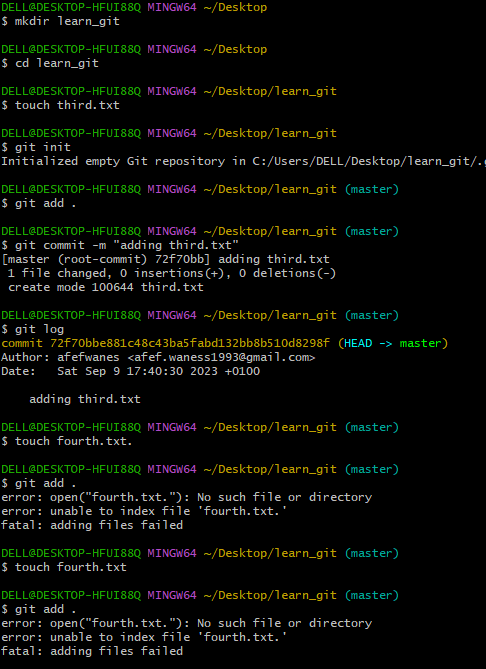 DELL@DESKTOP-HFUI88Q MINGW64 ~/Desktop
$ mkdir learn_git
DELL@DESKTOP-HFUI88Q MINGW64 ~/Desktop
$ cd learn_git
DELL@DESKTOP-HFUI88Q MINGW64 ~/Desktop/learn_git
$ touch third.txt
DELL@DESKTOP-HFUI88Q MINGW64 ~/Desktop/learn_git
$ git init
Initialized empty Git repository in C:/Users/DELL/Desktop/learn_git/.g
DELL@DESKTOP-HFUI88Q MINGW64 ~/Desktop/learn_git (master)
$ git add .
DELL@DESKTOP-HFUI88Q MINGW64 ~/Desktop/learn_git (master)
$ git commit -m "adding third.txt"
[master (root-commit) 72f70bb] adding third.txt
1 file changed, 0 insertions(+), 0 deletions(-)
create mode 100644 third.txt
DELL@DESKTOP-HFUI88Q MINGW64 ~/Desktop/learn_git (master)
$ git log
commit 72f70bbe881c48c43ba5fabd132bb8b510d8298f (HEAD -> master)
Author: afefwanes <afef.waness1993@gmail.com>
Date:   Sat Sep 9 17:40:30 2023 +0100
adding third.txt
DELL@DESKTOP-HFUI88Q MINGW64 ~/Desktop/learn_git (master)
$ touch fourth.txt.
DELL@DESKTOP-HFUI88Q MINGW64 ~/Desktop/learn_git (master)
$ git add .
error: open("fourth.txt."): No such file or directory
error: unable to index file 'fourth.txt.'
fatal: adding files failed
DELL@DESKTOP-HFUI88Q MINGW64 ~/Desktop/learn_git (master)
$ touch fourth.txt
DELL@DESKTOP-HFUI88Q MINGW64 ~/Desktop/learn_git (master)
$ git add .
error: open("fourth.txt."): No such file or directory
error: unable to index file 'fourth.txt.'
fatal: adding files failed